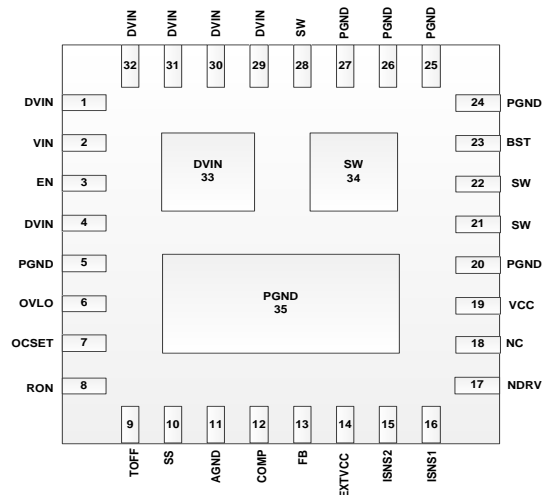 DVIN DVIN DVIN DVIN SW PGND PGND PGND
32 31 30 29 28 27 26 25
DVIN 1
VIN 2
EN 3
DVIN 4
PGND 5
OVLO 6
OCSET 7
RON 8
DVIN
33
SW
34
PGND
35
24 PGND
23 BST
22 SW
21 SW
20 PGND
19 VCC
18 NC
17 NDRV
9 10 11 12 13 14 15 16
TOFF SS AGND COMP FB EXTVCC ISNS2 ISNS1